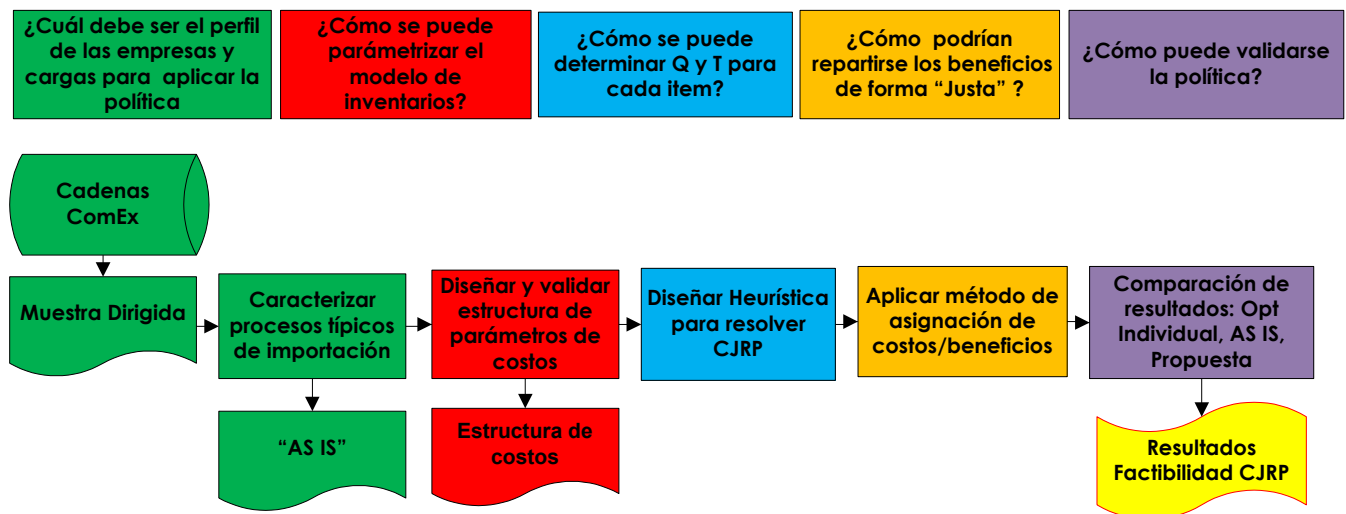 ¿Cuál debe ser el perfil
de las empresas y
cargas para aplicar la
política
¿Cómo se puede
parámetrizar el
modelo de
inventarios?
¿Cómo se puede
determinar Q y T para
cada item?
¿Cómo podrían
repartirse los beneficios
de forma “Justa” ?
¿Cómo puede validarse
la política?
Cadenas
ComEx
Muestra Dirigida
Caracterizar
procesos típicos
de importación
Diseñar y validar
estructura de
parámetros de
costos
Diseñar Heurística
para resolver
CJRP
Aplicar método de
asignación de
costos/beneficios
Comparación de
resultados: Opt
Individual, AS IS,
Propuesta
“AS IS”
Estructura de
costos
Resultados
Factibilidad CJRP